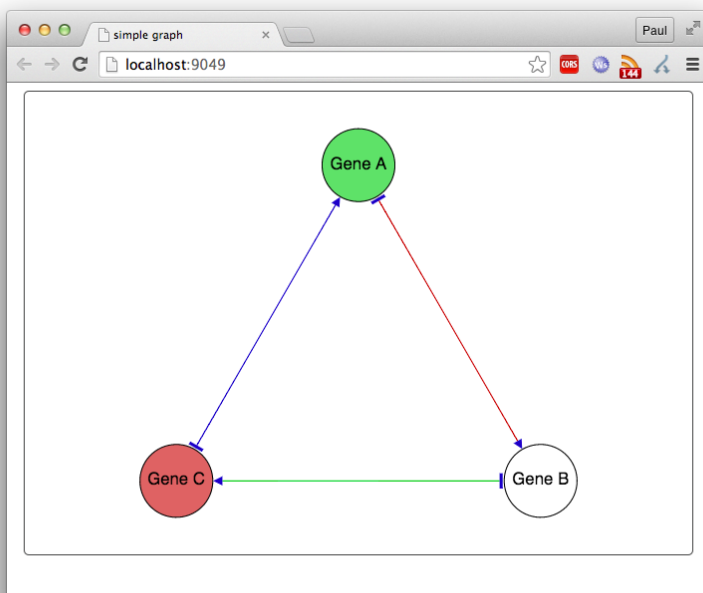 simple graph
Paul
localhost:9049
CORS
144
Gene A
Gene C
Gene B